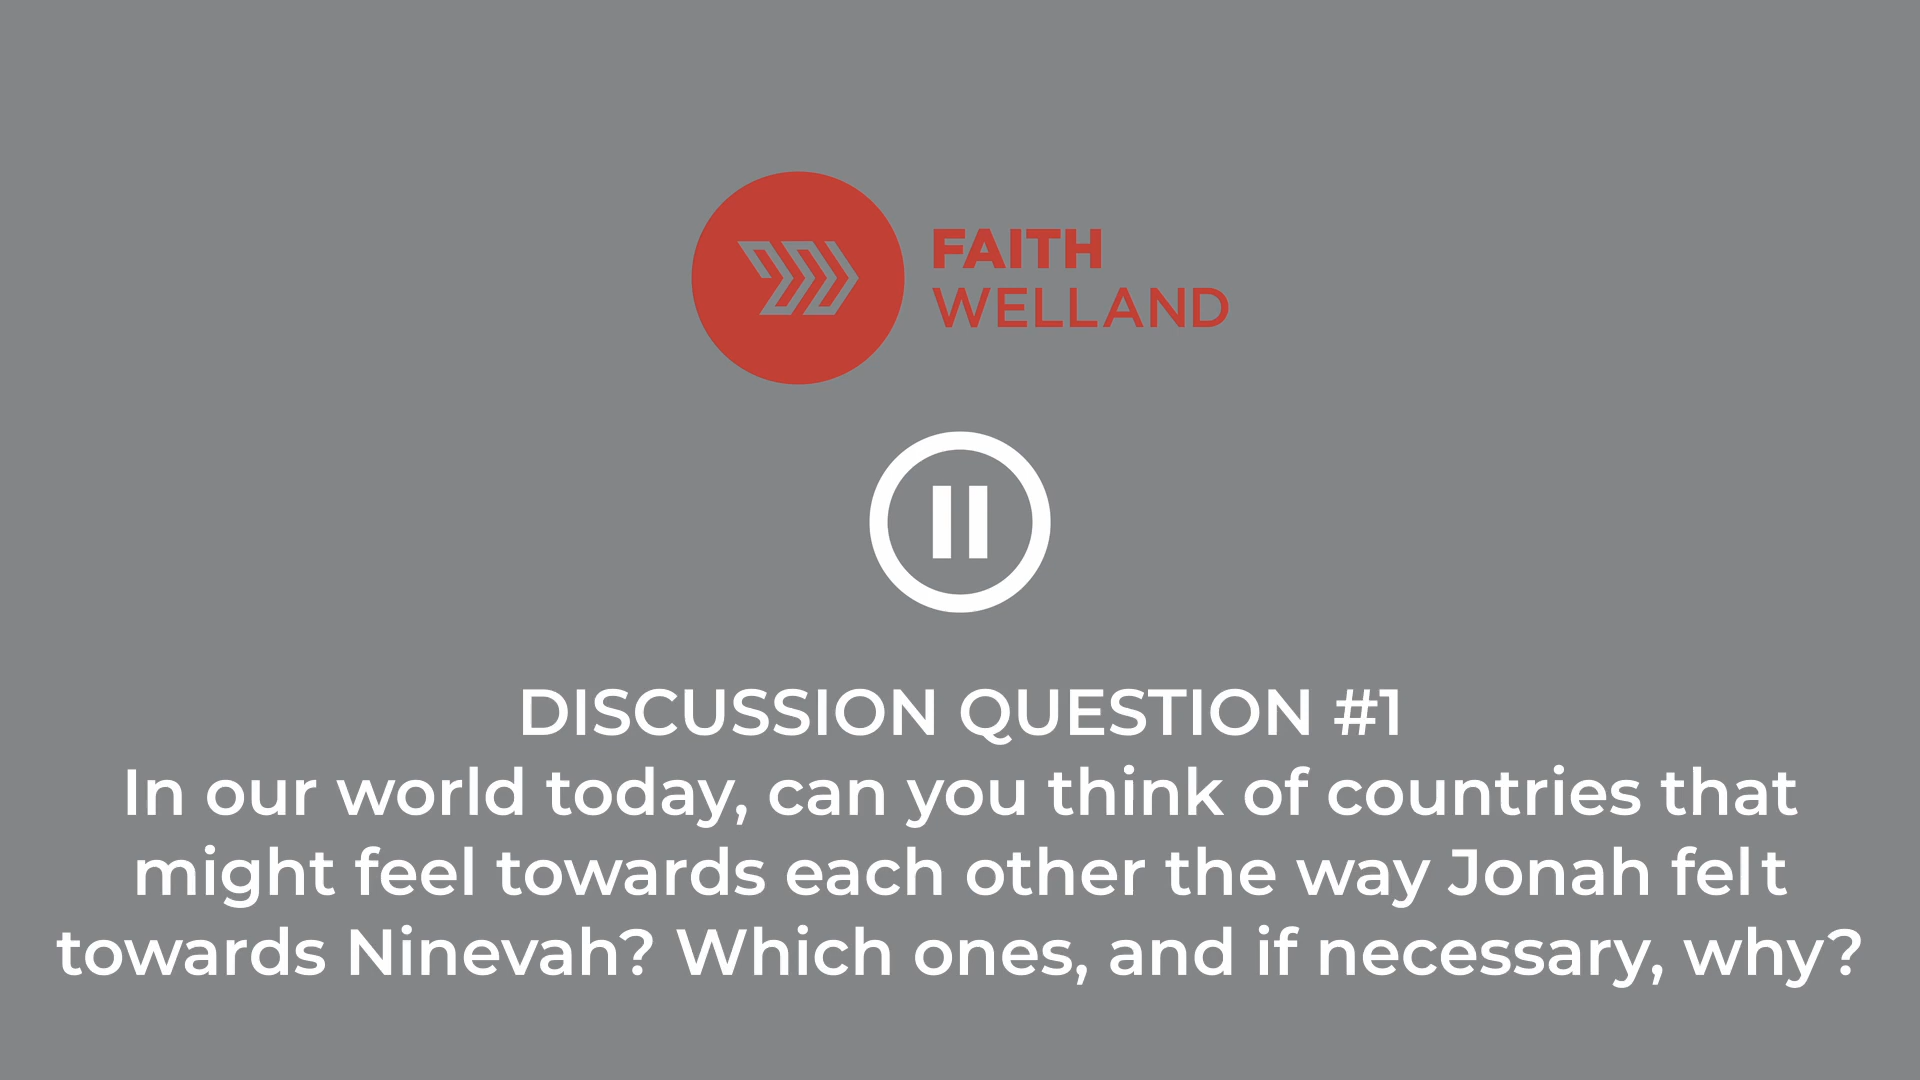 FAITH
WELLAND
DISCUSSION QUESTION #1
In our world today, can you think of countries that
might feel towards each other the way Jonah felt
towards Ninevah? Which ones, and if necessary, why?